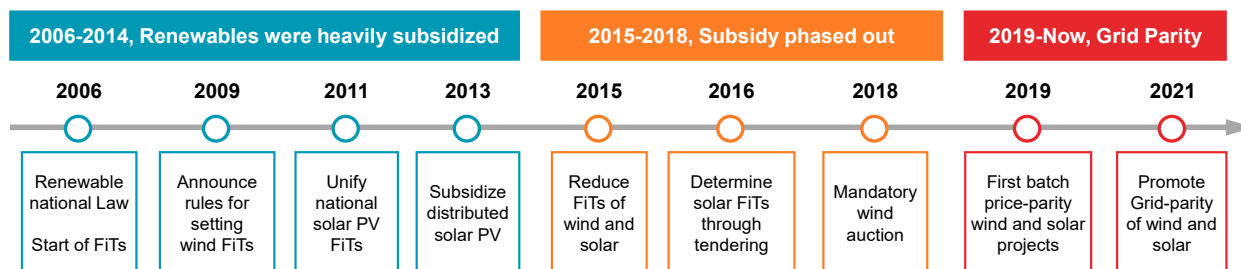 2006-2014, Renewables were heavily subsidized
2015-2018, Subsidy phased out
2019-Now, Grid Parity
2006
2009
2011
2013
2015
2016
2018
2019
2021
Renewable
national Law
Start of FiTs
Announce
rules for
setting
wind FiTs
Unify
national
solar PV
FiTs
Subsidize
distributed
solar PV
Reduce
FiTs of
wind and
solar
Determine
solar FiTs
through
tendering
Mandatory
wind
auction
First batch
price-parity
wind and solar
projects
Promote
Grid-parity
of wind and
solar